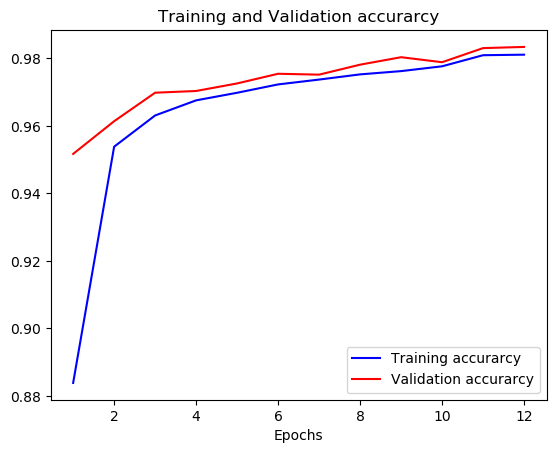 Training and Validation accurarcy
0.98
0.96
0.94
0.92
0.90
0.88
Training accurarcy
Validation accurarcy
2 4 6 8 10 12
Epochs